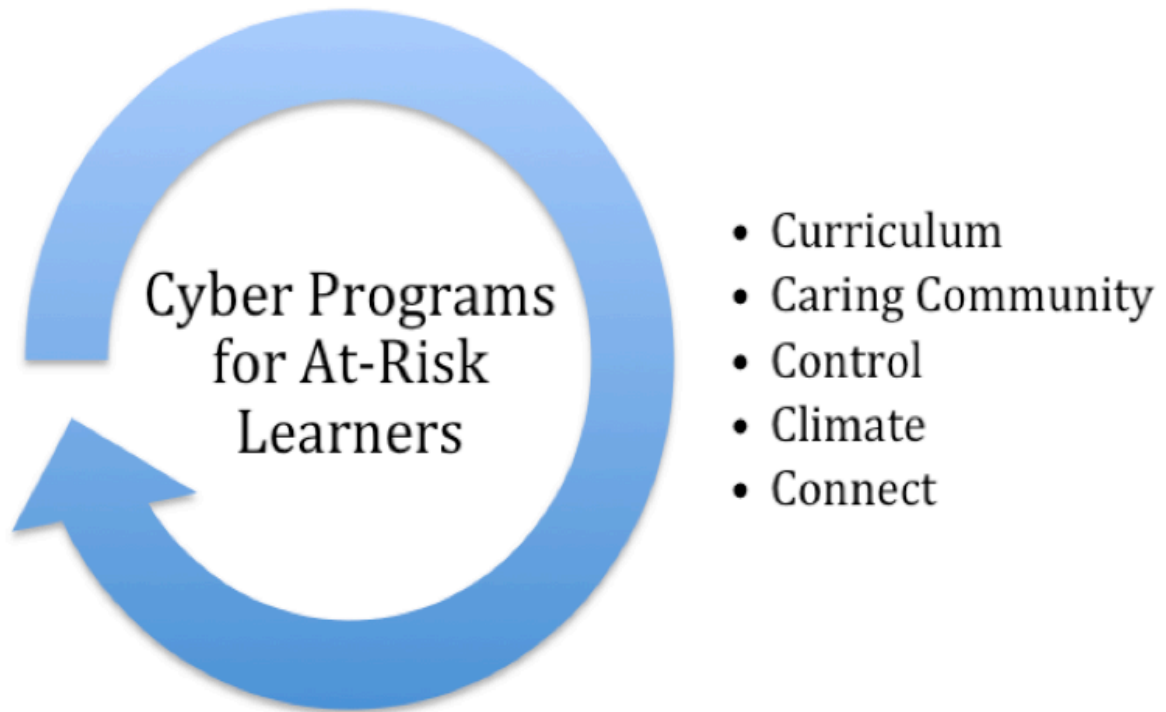 Cyber Programs
for At-Risk
Learners
• Curriculum
• Caring Community
• Control
• Climate
• Connect